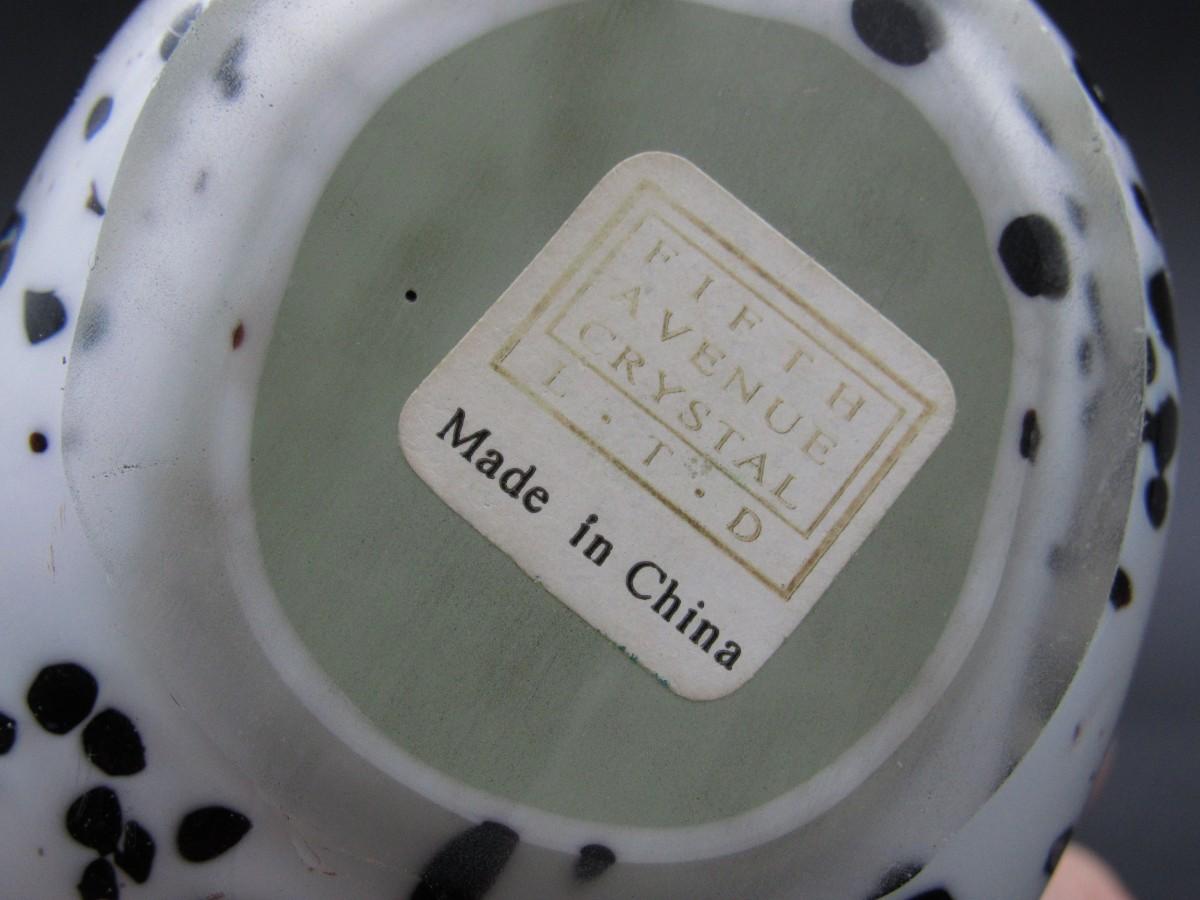 FIFTH
AVENUE
CRYSTAL
L·T·D
Made in China